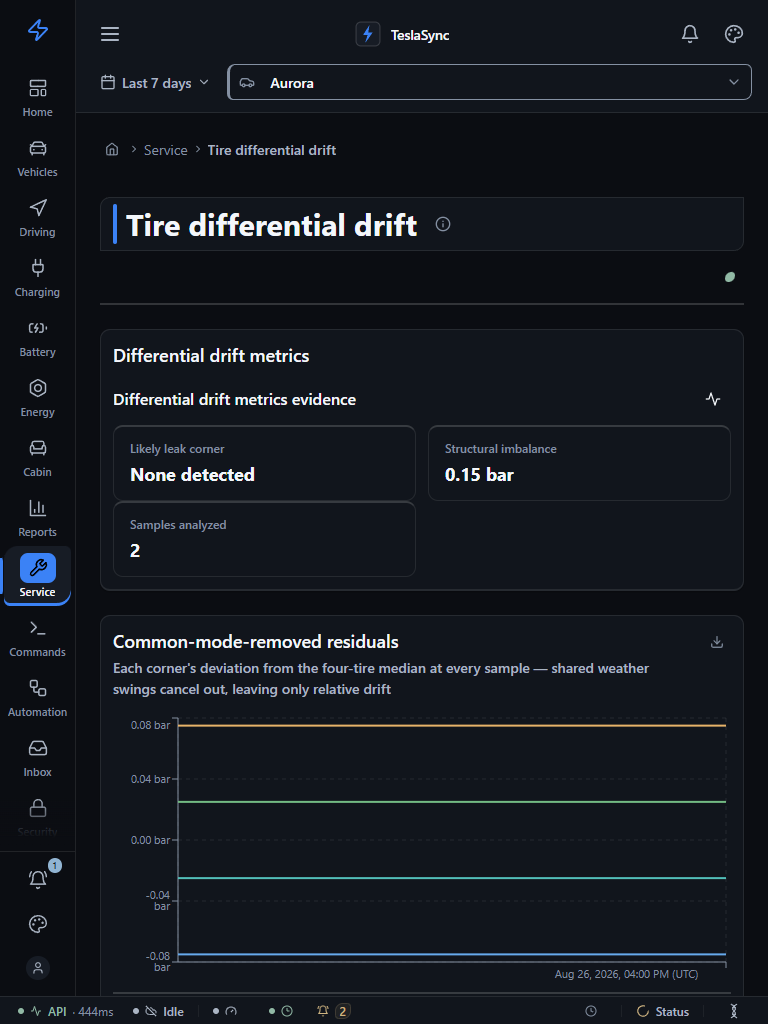 TeslaSync
Last 7 days
Aurora
Home
Vehicles
Driving
Charging
Battery
Energy
Cabin
Reports
Service
Commands
Automation
Inbox
Security
1
Service
Tire differential drift
Tire differential drift
Differential drift metrics
Differential drift metrics evidence
Likely leak corner
None detected
Structural imbalance
0.15 bar
Samples analyzed
2
Common-mode-removed residuals
Each corner's deviation from the four-tire median at every sample — shared weather
swings cancel out, leaving only relative drift
0.08 bar
0.04 bar
0.00 bar
-0.04
bar
-0.08
bar
Aug 26, 2026, 04:00 PM (UTC)
API · 444ms
Idle
2
Status